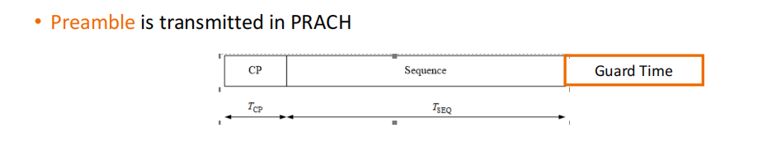 • Preamble is transmitted in PRACH
CP Sequence Guard Time
TCP TSEQ